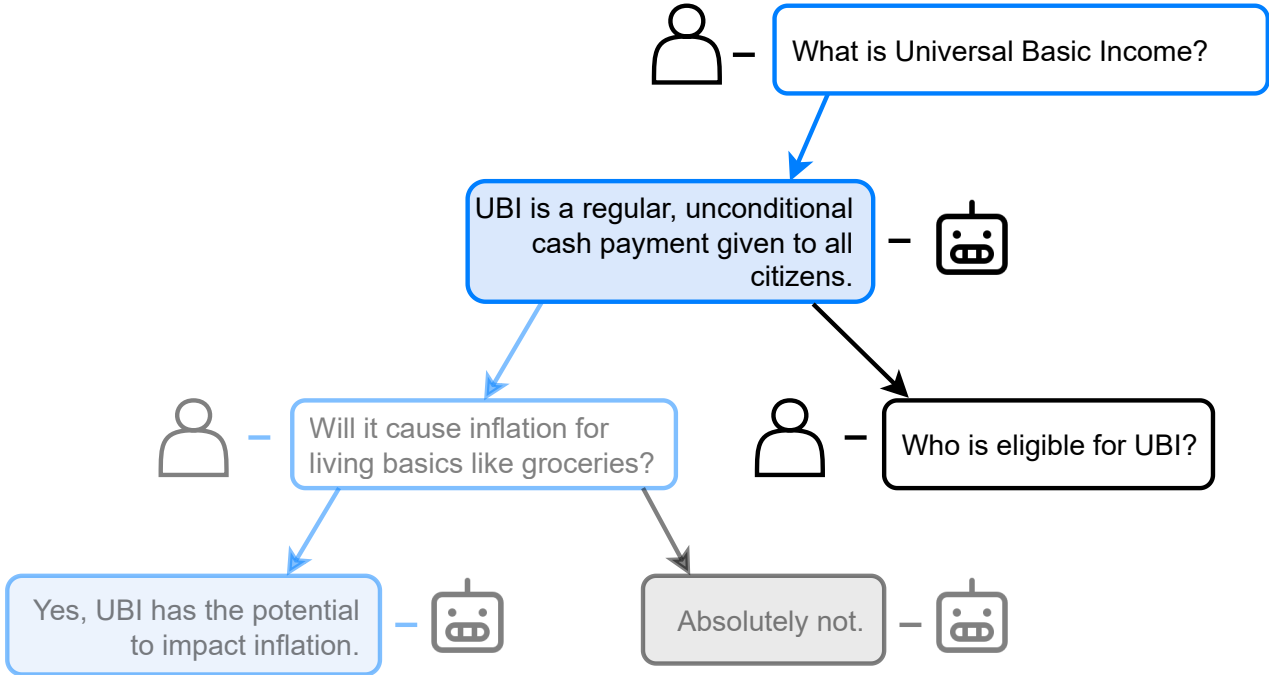 What is Universal Basic Income?
UBI is a regular, unconditional
cash payment given to all
citizens.
Will it cause inflation for
living basics like groceries?
Who is eligible for UBI?
Yes, UBI has the potential
to impact inflation.
Absolutely not.